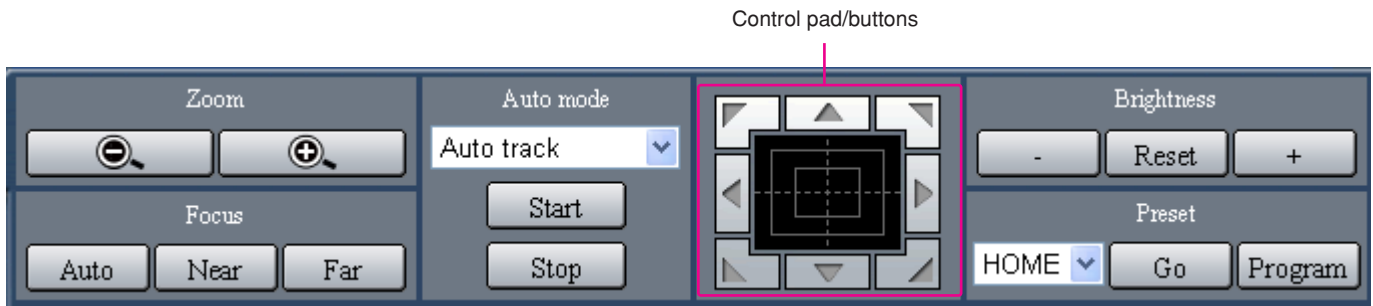 Control pad/buttons
Zoom
Auto mode
Auto track
Start
Stop
Focus
Auto Near Far
Brightness
- Reset +
Preset
HOME Go Program